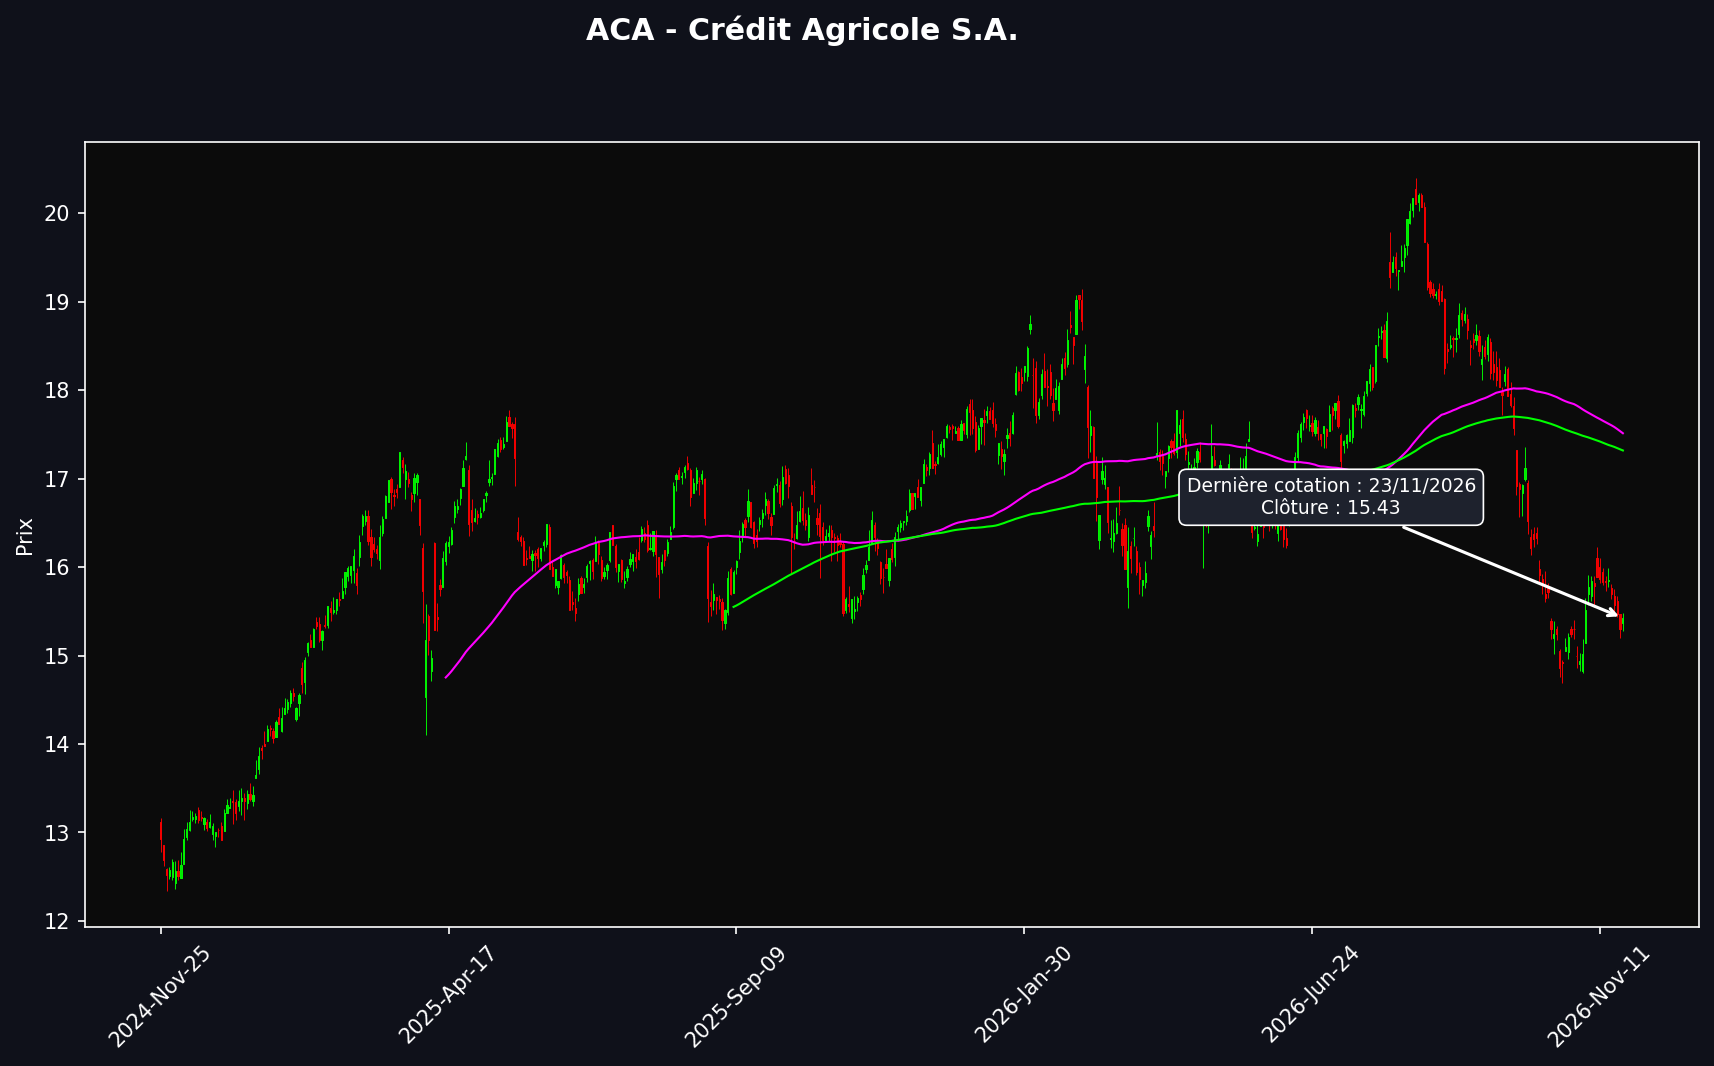 ACA - Crédit Agricole S.A.
Prix
20
19
18
17
16
15
14
13
12
Dernière cotation : 23/11/2026
Clôture : 15.43
2024-Nov-25
2025-Apr-17
2025-Sep-09
2026-Jan-30
2026-Jun-24
2026-Nov-11